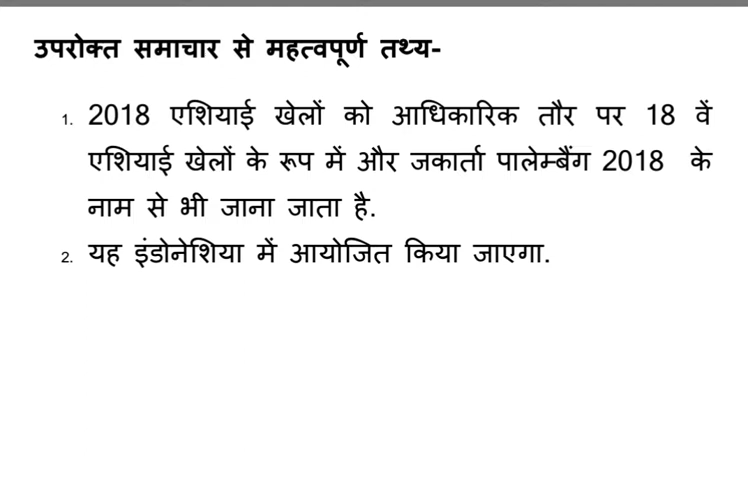 उपरोक्त समाचार से महत्वपूर्ण तथ्य-
1. 2018 एशियाई खेलों को आधिकारिक तौर पर 18 वें
एशियाई खेलों के रूप में और जकार्ता पालेम्बैंग 2018 के
नाम से भी जाना जाता है.
2. यह इंडोनेशिया में आयोजित किया जाएगा.